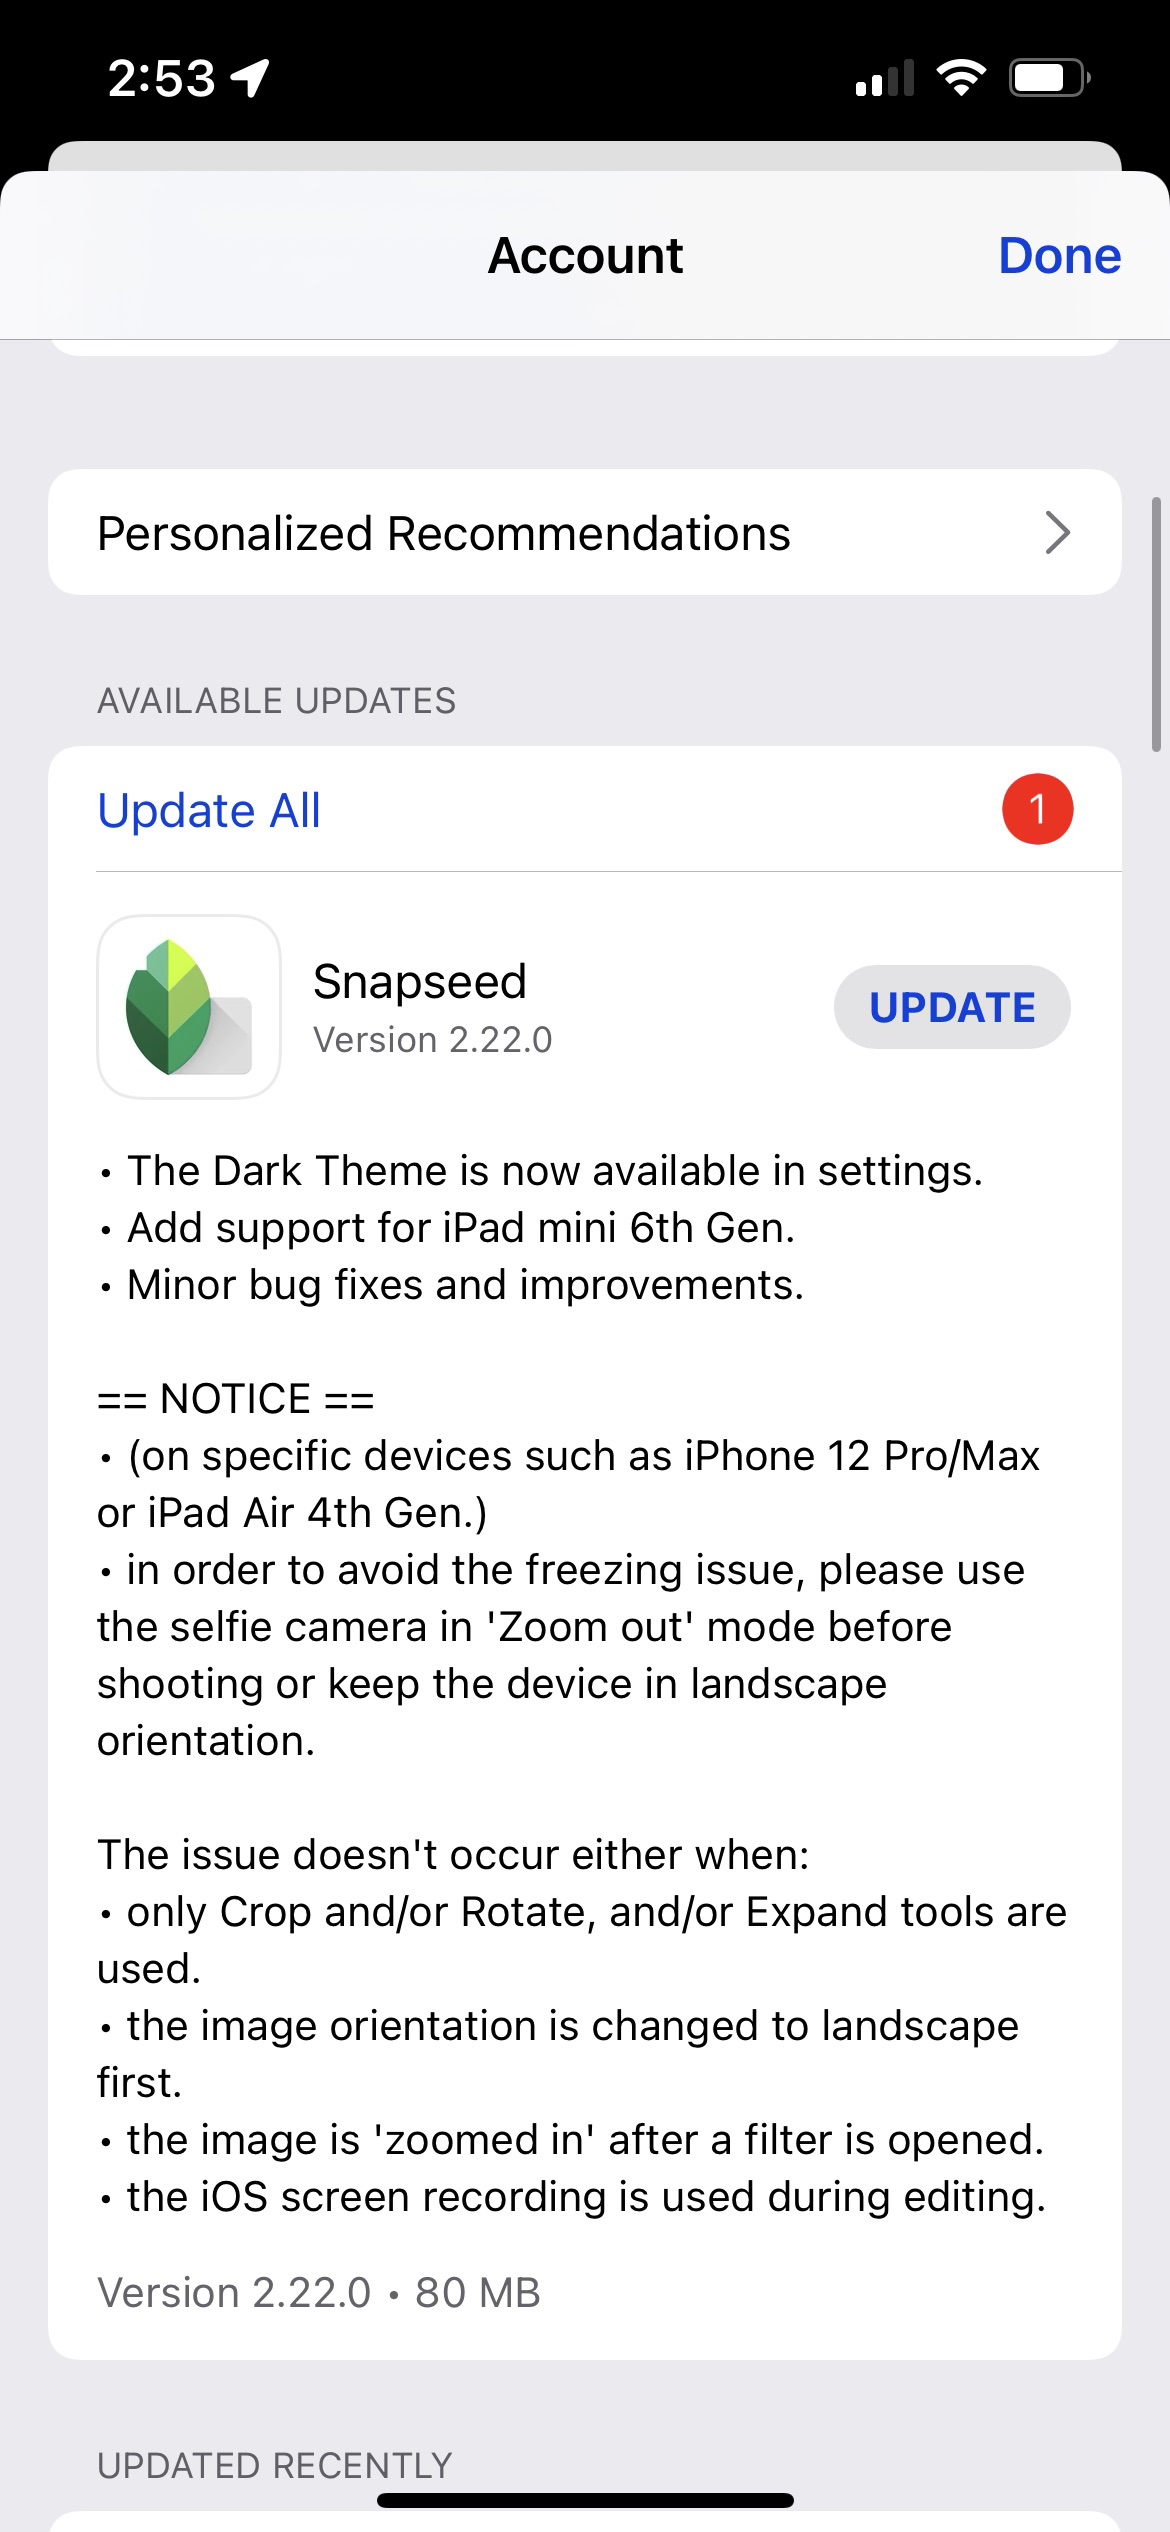 2:53
Account
Done
Personalized Recommendations
AVAILABLE UPDATES
Update All
1
Snapseed
Version 2.22.0
UPDATE
• The Dark Theme is now available in settings.
• Add support for iPad mini 6th Gen.
• Minor bug fixes and improvements.
== NOTICE ==
• (on specific devices such as iPhone 12 Pro/Max
or iPad Air 4th Gen.)
• in order to avoid the freezing issue, please use
the selfie camera in 'Zoom out' mode before
shooting or keep the device in landscape
orientation.
The issue doesn't occur either when:
• only Crop and/or Rotate, and/or Expand tools are
used.
• the image orientation is changed to landscape
first.
• the image is 'zoomed in' after a filter is opened.
• the iOS screen recording is used during editing.
Version 2.22.0 • 80 MB
UPDATED RECENTLY